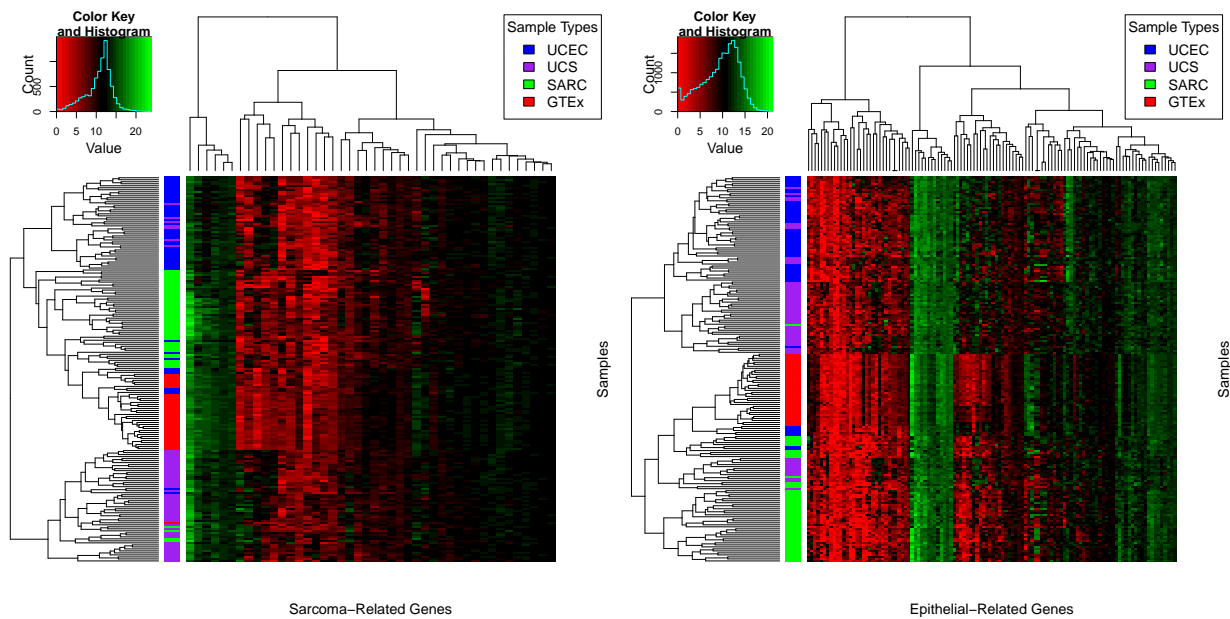 Color Key
and Histogram
Count
0 500
0 5 10 15 20
Value
Sample Types
UCEC
UCS
SARC
GTEx
Samples
Sarcoma−Related Genes
Color Key
and Histogram
Count
0 1000
0 5 10 15 20
Value
Sample Types
UCEC
UCS
SARC
GTEx
Samples
Epithelial−Related Genes